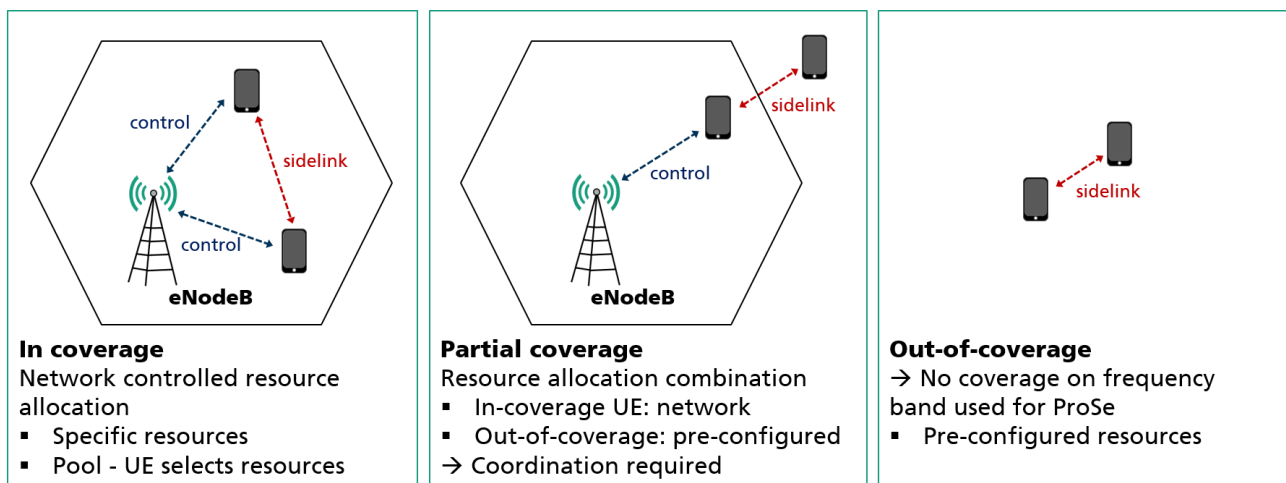 control
sidelink
control
eNodeB
In coverage
Network controlled resource
allocation
▪ Specific resources
▪ Pool - UE selects resources
sidelink
control
eNodeB
Partial coverage
Resource allocation combination
▪ In-coverage UE: network
▪ Out-of-coverage: pre-configured
→ Coordination required
sidelink
Out-of-coverage
→ No coverage on frequency
band used for ProSe
▪ Pre-configured resources